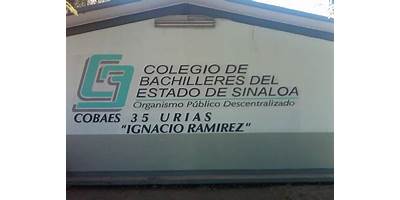 COLEGIO DE
BACHILLERES DEL
ESTADO DE SINALOA
Organismo Público Descentralizado
COBAES 35 URIAS
"IGNACIO RAMIREZ"